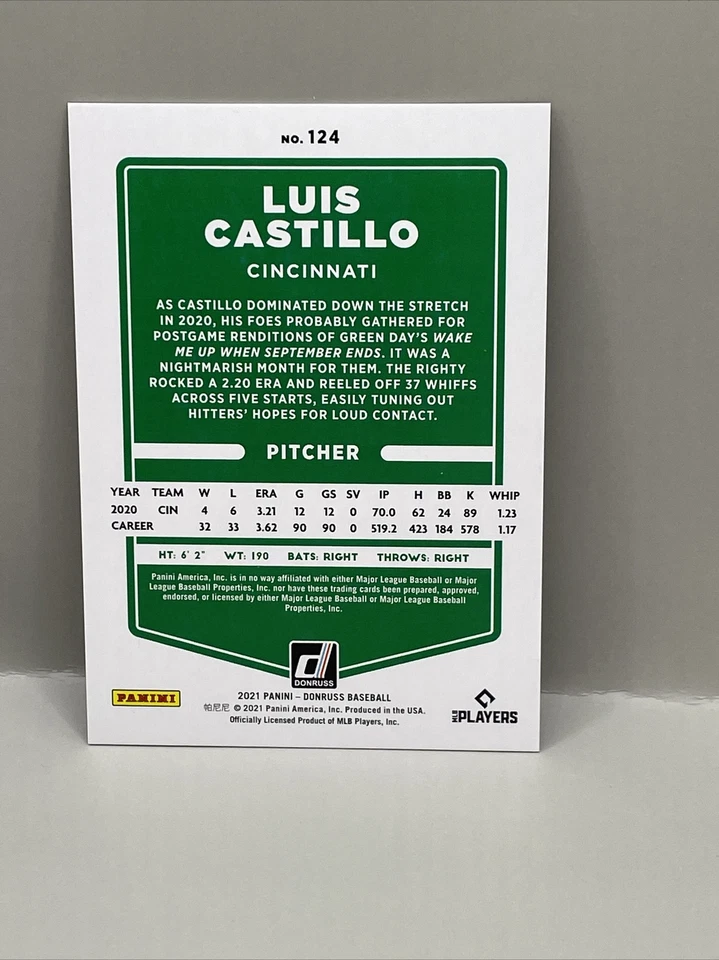 NO. 124
LUIS
CASTILLO
CINCINNATI
AS CASTILLO DOMINATED DOWN THE STRETCH
IN 2020, HIS FOES PROBABLY GATHERED FOR
POSTGAME RENDITIONS OF GREEN DAY'S WAKE
ME UP WHEN SEPTEMBER ENDS. IT WAS A
NIGHTMARISH MONTH FOR THEM. THE RIGHTY
ROCKED A 2.20 ERA AND REELED OFF 37 WHIFFS
ACROSS FIVE STARTS, EASILY TUNING OUT
HITTERS' HOPES FOR LOUD CONTACT.
PITCHER
YEAR TEAM W L ERA G GS SV IP H BB K WHIP
2020 CIN 4 6 3.21 12 12 0 70.0 62 24 89 1.23
CAREER 32 33 3.62 90 90 0 519.2 423 184 578 1.17
HT: 6' 2" WT: 190 BATS: RIGHT THROWS: RIGHT
Panini America, Inc. is in no way affiliated with either Major League Baseball or Major
League Baseball Properties, Inc. nor have these trading cards been prepared, approved,
endorsed, or licensed by either Major League Baseball or Major League Baseball
Properties, Inc.
d
DONRUSS
PANINI
2021 PANINI – DONRUSS BASEBALL
帕尼尼 © 2021 Panini America, Inc. Produced in the USA.
Officially Licensed Product of MLB Players, Inc.
MLB PLAYERS